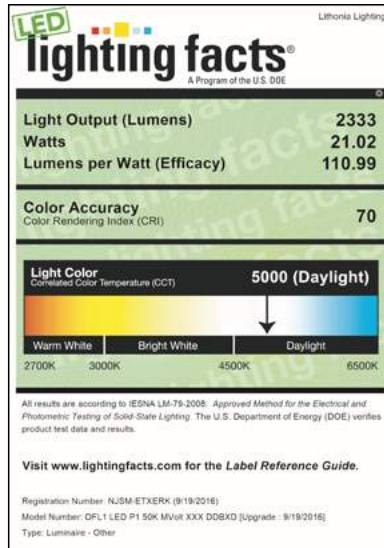 Lithonia Lighting
LED
lighting facts®
A Program of the U.S. DOE
Light Output (Lumens) 2333
Watts 21.02
Lumens per Watt (Efficacy) 110.99
Color Accuracy
Color Rendering Index (CRI) 70
Light Color
Correlated Color Temperature (CCT) 5000 (Daylight)
Warm White Bright White Daylight
2700K 3000K 4500K 6500K
All results are according to IESNA LM-79-2008: Approved Method for the Electrical and
Photometric Testing of Solid-State Lighting. The U.S. Department of Energy (DOE) verifies
product test data and results.
Visit www.lightingfacts.com for the Label Reference Guide.
Registration Number: NJSM-ETXERK (9/19/2016)
Model Number: OFL1 LED P1 50K MVolt XXX DDBXD [Upgrade : 9/19/2016]
Type: Luminaire - Other